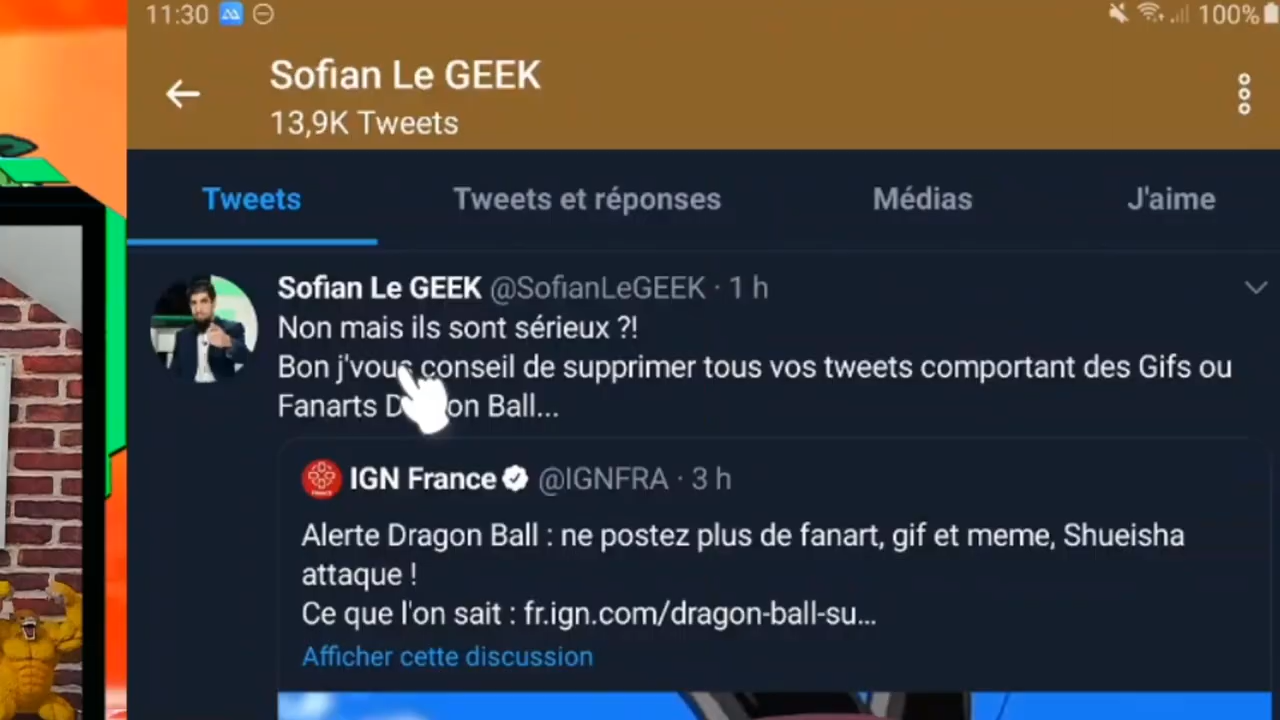 11:30
100%
Sofian Le GEEK
13,9K Tweets
Tweets
Tweets et réponses
Médias
J'aime
Sofian Le GEEK @SofianLeGEEK · 1 h
Non mais ils sont sérieux ?!
Bon j'vous conseil de supprimer tous vos tweets comportant des Gifs ou
Fanarts Dragon Ball...
IGN France @IGNFRA · 3 h
Alerte Dragon Ball : ne postez plus de fanart, gif et meme, Shueisha
attaque !
Ce que l'on sait : fr.ign.com/dragon-ball-su...
Afficher cette discussion